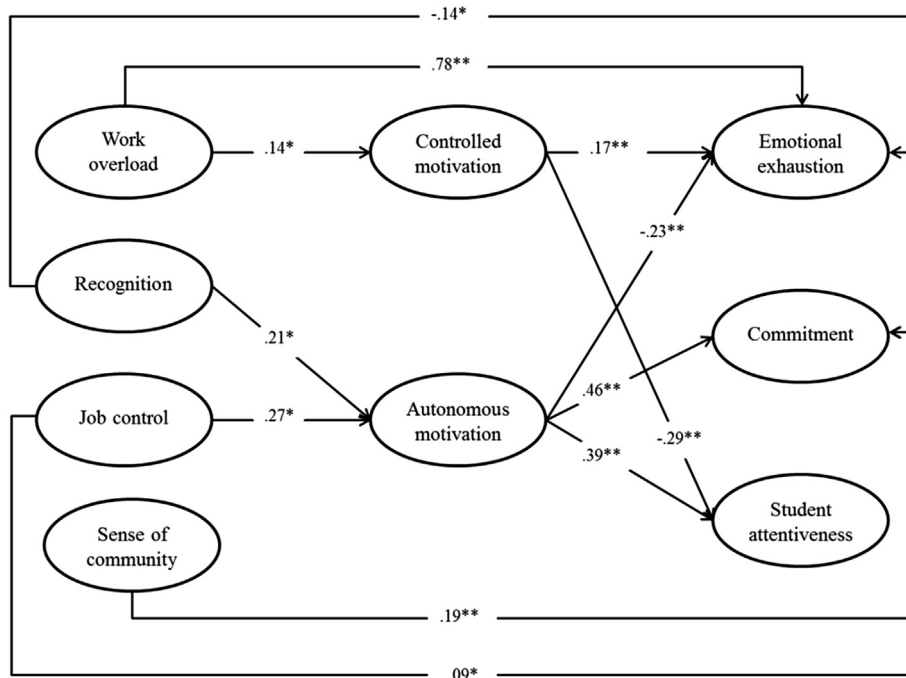 -.14*
.78**
Work
overload
.14*
Controlled
motivation
.17**
Emotional
exhaustion
-.23**
Recognition
.21*
Commitment
.46**
Job control
.27*
Autonomous
motivation
-.29**
.39**
Sense of
community
Student
attentiveness
.19**
.09*